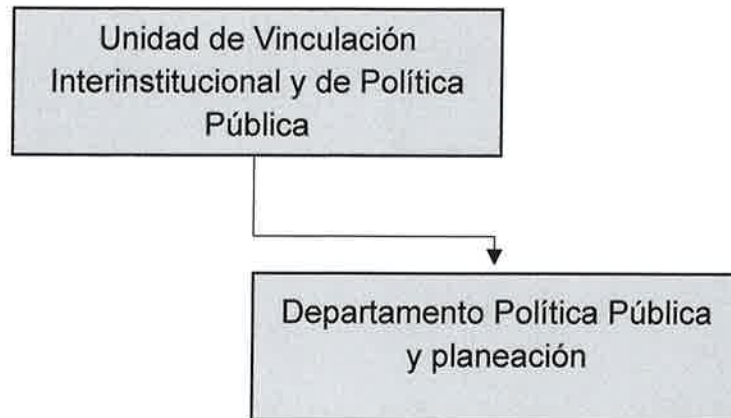 Unidad de Vinculación
Interinstitucional y de Política
Pública
Departamento Política Pública
y planeación